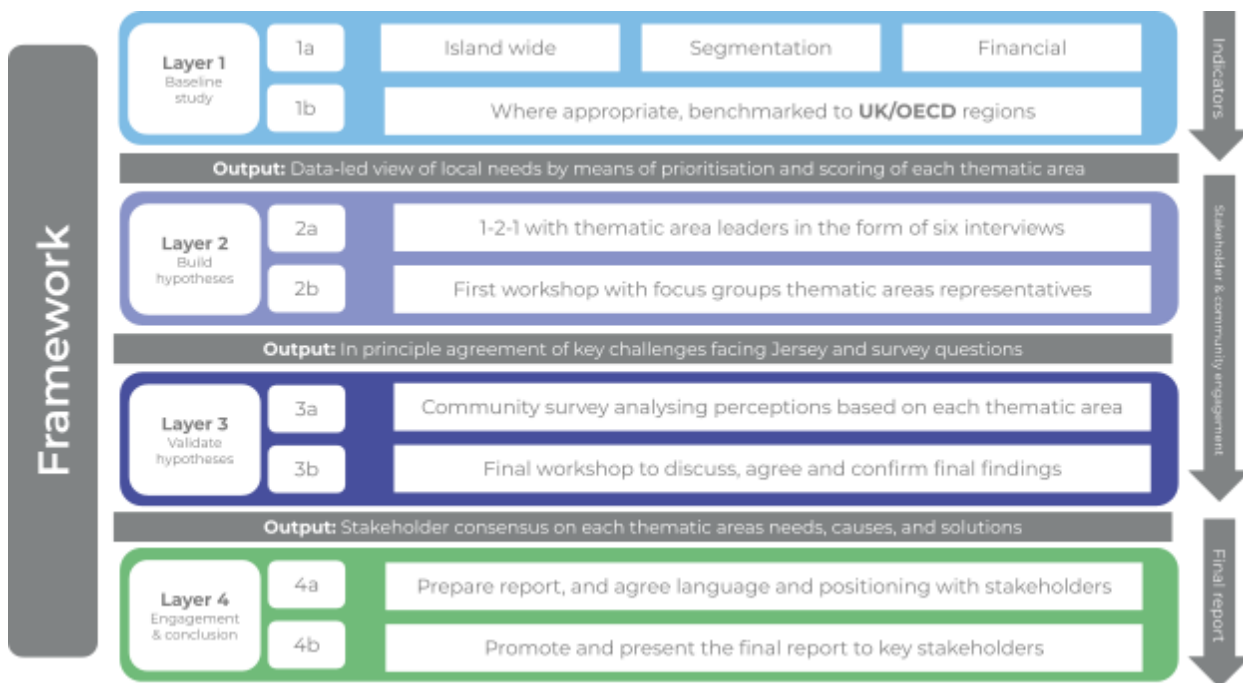 Framework
Layer 1
Baseline
study
1a
Island wide
Segmentation
Financial
1b
Where appropriate, benchmarked to UK/OECD regions
Indicators
Output: Data-led view of local needs by means of prioritisation and scoring of each thematic area
Layer 2
Build
hypotheses
2a
1-2-1 with thematic area leaders in the form of six interviews
2b
First workshop with focus groups thematic areas representatives
Stakeholder & community engagement
Output: In principle agreement of key challenges facing Jersey and survey questions
Layer 3
Validate
hypotheses
3a
Community survey analysing perceptions based on each thematic area
3b
Final workshop to discuss, agree and confirm final findings
Output: Stakeholder consensus on each thematic areas needs, causes, and solutions
Layer 4
Engagement
& conclusion
4a
Prepare report, and agree language and positioning with stakeholders
4b
Promote and present the final report to key stakeholders
Final report